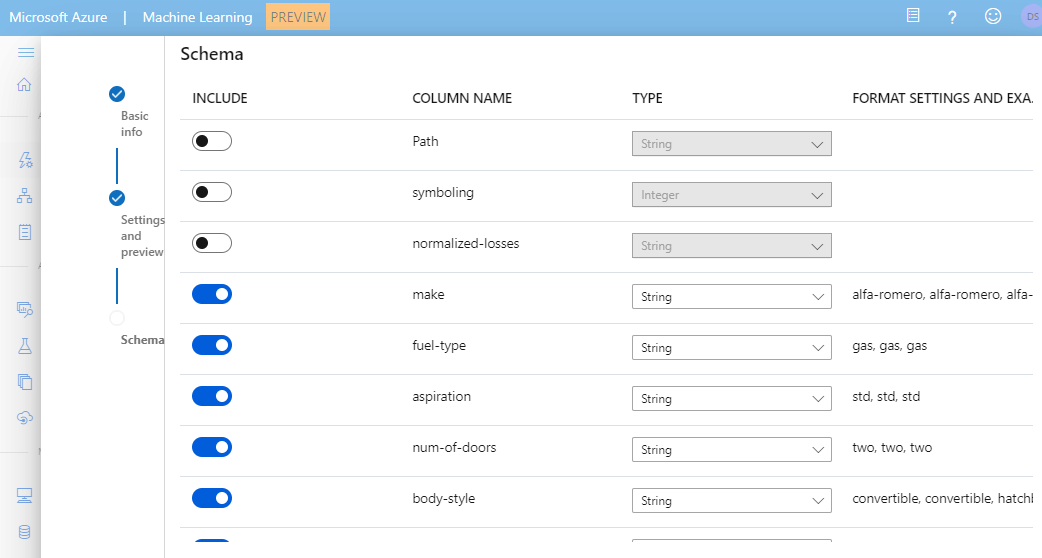 Microsoft Azure | Machine Learning PREVIEW ? DS
Schema
INCLUDE COLUMN NAME TYPE FORMAT SETTINGS AND EXA.
Basic
info
Settings
and
preview
Schema
Path String
symboling Integer
normalized-losses String
make String alfa-romero, alfa-romero, alfa-
fuel-type String gas, gas, gas
aspiration String std, std, std
num-of-doors String two, two, two
body-style String convertible, convertible, hatchb